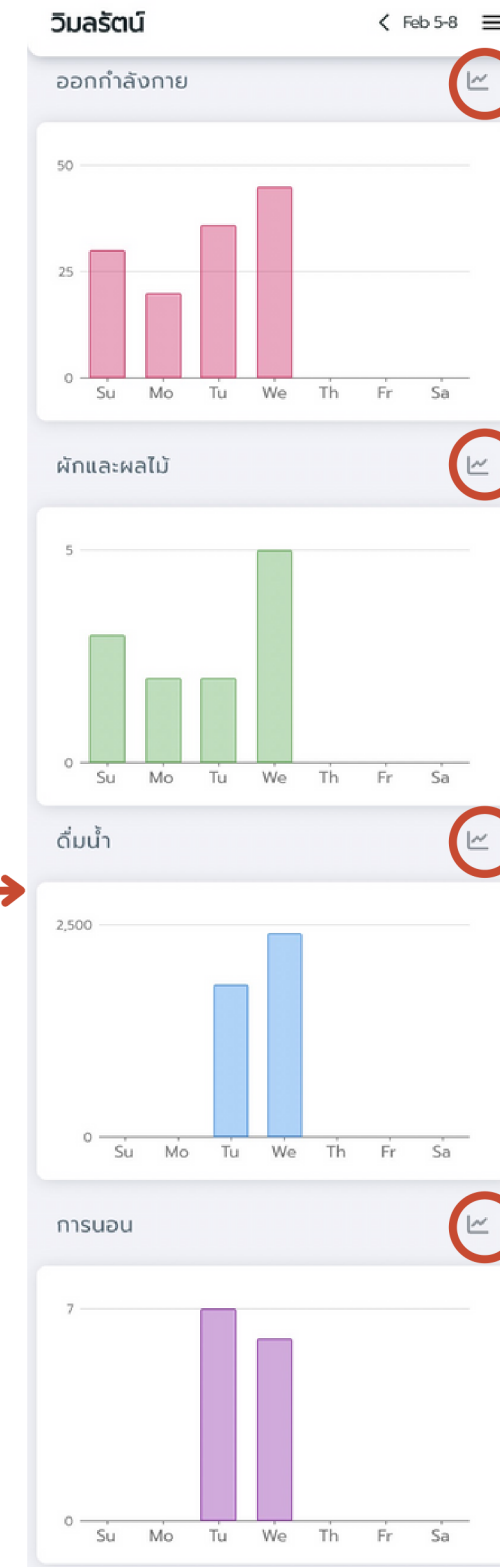 วิมลรัตน์ Feb 5-8
ออกกำลังกาย
50
25
0
Su Mo Tu We Th Fr Sa
ผักและผลไม้
5
0
Su Mo Tu We Th Fr Sa
ดื่มน้ำ
2,500
0
Su Mo Tu We Th Fr Sa
การนอน
7
0
Su Mo Tu We Th Fr Sa